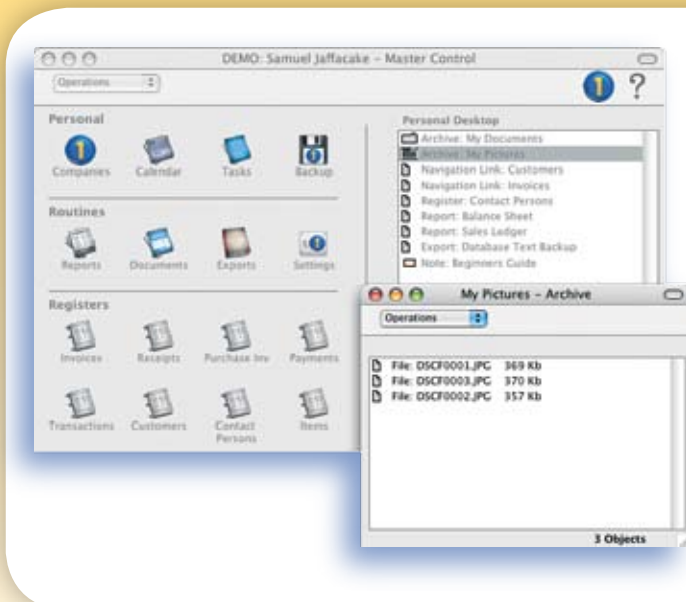 DEMO: Samuel Jaffacake – Master Control
Operations
1 ?
Personal
Companies Calendar Tasks Backup
Routines
Reports Documents Exports Settings
Registers
Invoices Receipts Purchase Inv Payments
Transactions Customers Contact Persons Items
Personal Desktop
Archive: My Documents
Archive: My Pictures
Navigation Link: Customers
Navigation Link: Invoices
Register: Contact Persons
Report: Balance Sheet
Report: Sales Ledger
Export: Database Text Backup
Note: Beginners Guide
My Pictures – Archive
Operations
File: DSCF0001.JPG 369 Kb
File: DSCF0003.JPG 370 Kb
File: DSCF0002.JPG 357 Kb
3 Objects